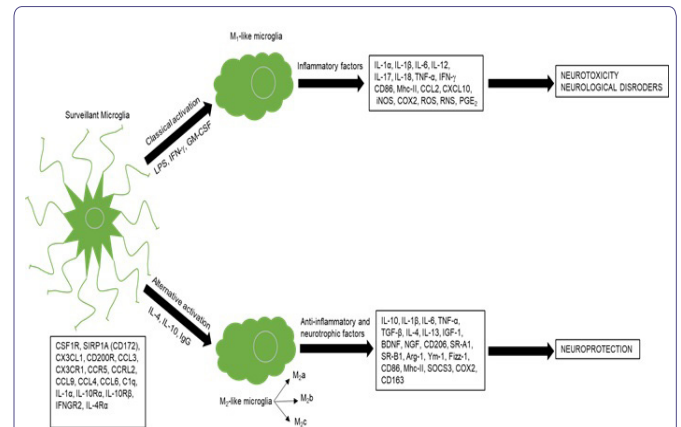 M₁-like microglia
Surveillant Microglia
Classical activation
LPS, IFN-γ, GM-CSF
Inflammatory factors
IL-1α, IL-1β, IL-6, IL-12,
IL-17, IL-18, TNF-α, IFN-γ
CD86, Mhc-II, CCL2, CXCL10,
iNOS, COX2, ROS, RNS, PGE₂
NEUROTOXICITY
NEUROLOGICAL DISRODERS
Alternative activation
IL-4, IL-10, IgG
CSF1R, SIRP1A (CD172),
CX3CL1, CD200R, CCL3,
CX3CR1, CCR5, CCRL2,
CCL9, CCL4, CCL6, C1q,
IL-1α, IL-10Rα, IL-10Rβ,
IFNGR2, IL-4Rα
M₂-like microglia
M₂a
M₂b
M₂c
Anti-inflammatory and
neurotrophic factors
IL-10, IL-1β, IL-6, TNF-α,
TGF-β, IL-4, IL-13, IGF-1,
BDNF, NGF, CD206, SR-A1,
SR-B1, Arg-1, Ym-1, Fizz-1,
CD86, Mhc-II, SOCS3, COX2,
CD163
NEUROPROTECTION